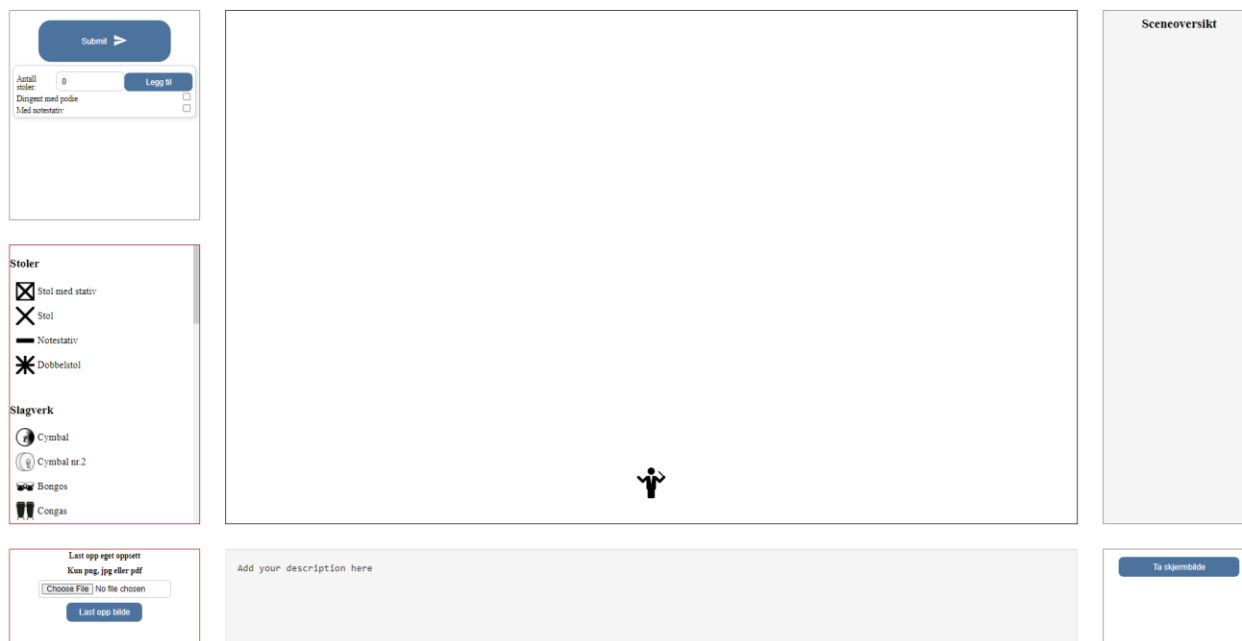 Submit
Antall
stoler:
0
Legg til
Dirigent med podie
Med notestativ
Stoler
Stol med stativ
Stol
Notestativ
Dobbelstol
Slagverk
Cymbal
Cymbal nr.2
Bongos
Congas
Last opp eget oppsett
Kun png, jpg eller pdf
Choose File No file chosen
Last opp bilde
Add your description here
Sceneoversikt
Ta skjermbilde